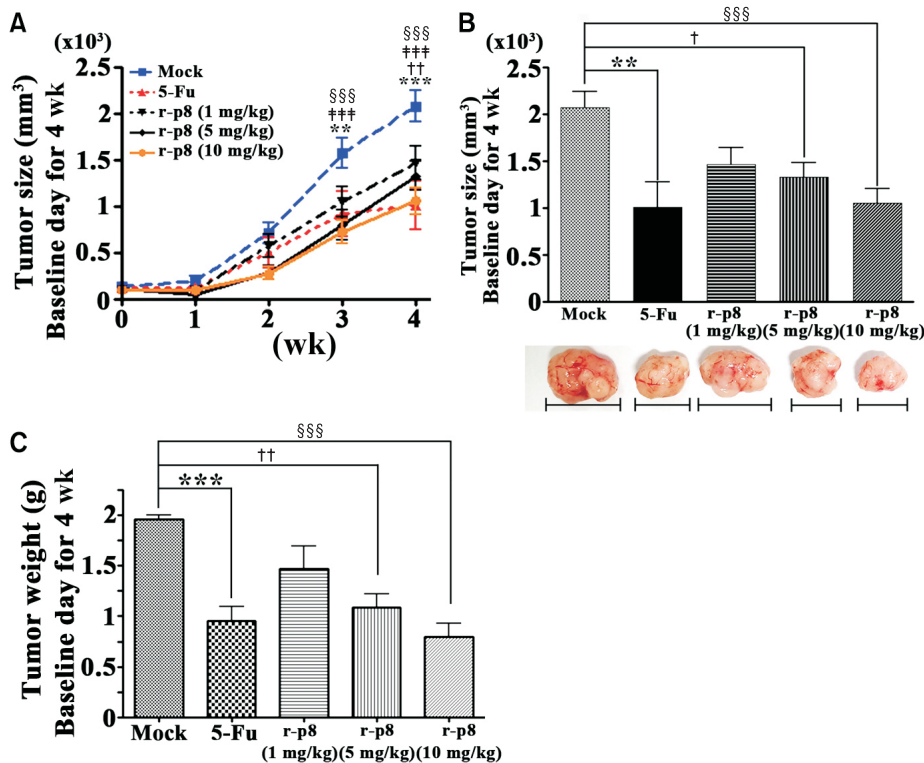 A
(x10³)
Tumor size (mm³)
Baseline day for 4 wk
2.5
2
1.5
1
0.5
0
Mock
5-Fu
r-p8 (1 mg/kg)
r-p8 (5 mg/kg)
r-p8 (10 mg/kg)
§§§
‡‡‡
**
§§§
‡‡‡
††
***
0 1 2 3 4
(wk)
B
(x10³)
Tumor size (mm³)
Baseline day for 4 wk
2.5
2
1.5
1
0.5
0
§§§
†
**
Mock 5-Fu r-p8 r-p8 r-p8
(1 mg/kg) (5 mg/kg) (10 mg/kg)
C
Tumor weight (g)
Baseline day for 4 wk
2
1.5
1
0.5
0
§§§
††
***
Mock 5-Fu r-p8 r-p8 r-p8
(1 mg/kg) (5 mg/kg) (10 mg/kg)